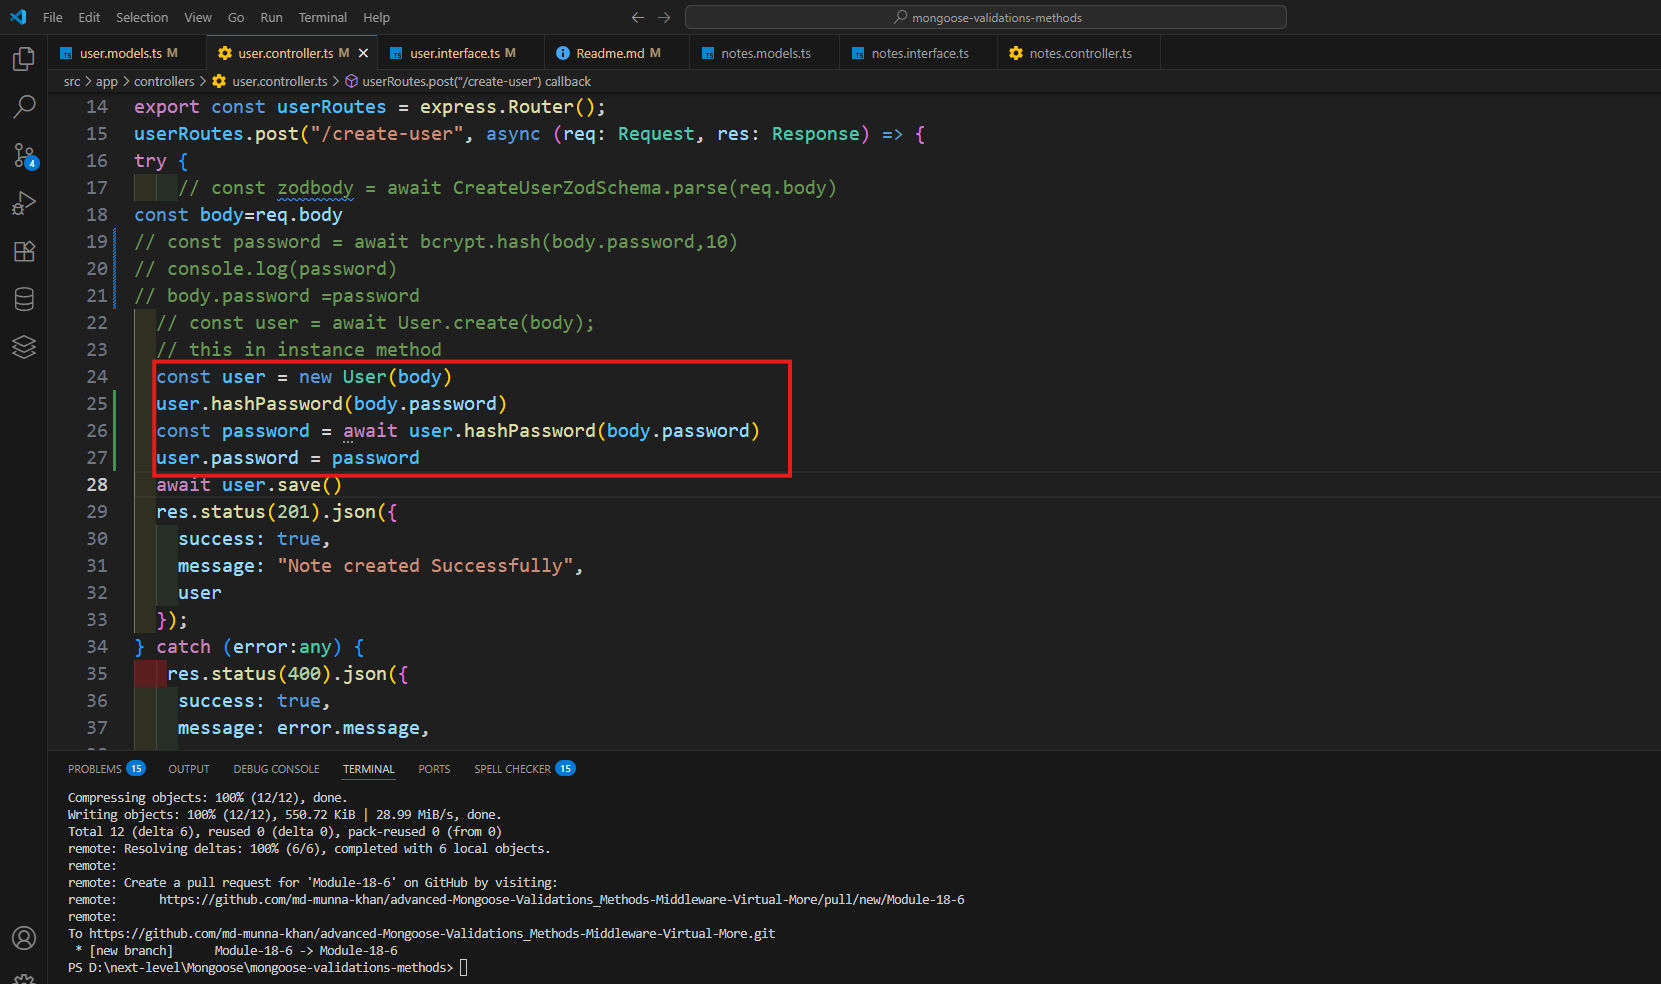 File Edit Selection View Go Run Terminal Help
mongoose-validations-methods
user.models.ts M
user.controller.ts M
user.interface.ts M
Readme.md M
notes.models.ts
notes.interface.ts
notes.controller.ts
src > app > controllers > user.controller.ts > userRoutes.post("/create-user") callback
14 export const userRoutes = express.Router();
15 userRoutes.post("/create-user", async (req: Request, res: Response) => {
16 try {
17 // const zodbody = await CreateUserZodSchema.parse(req.body)
18 const body=req.body
19 // const password = await bcrypt.hash(body.password,10)
20 // console.log(password)
21 // body.password =password
22 // const user = await User.create(body);
23 // this in instance method
24 const user = new User(body)
25 user.hashPassword(body.password)
26 const password = await user.hashPassword(body.password)
27 user.password = password
28 await user.save()
29 res.status(201).json({
30 success: true,
31 message: "Note created Successfully",
32 user
33 });
34 } catch (error:any) {
35 res.status(400).json({
36 success: true,
37 message: error.message,
4
PROBLEMS 15 OUTPUT DEBUG CONSOLE TERMINAL PORTS SPELL CHECKER 15
Compressing objects: 100% (12/12), done.
Writing objects: 100% (12/12), 550.72 KiB | 28.99 MiB/s, done.
Total 12 (delta 6), reused 0 (delta 0), pack-reused 0 (from 0)
remote: Resolving deltas: 100% (6/6), completed with 6 local objects.
remote:
remote: Create a pull request for 'Module-18-6' on GitHub by visiting:
remote: https://github.com/md-munna-khan/advanced-Mongoose-Validations_Methods-Middleware-Virtual-More/pull/new/Module-18-6
remote:
To https://github.com/md-munna-khan/advanced-Mongoose-Validations_Methods-Middleware-Virtual-More.git
* [new branch] Module-18-6 -> Module-18-6
PS D:\next-level\Mongoose\mongoose-validations-methods>